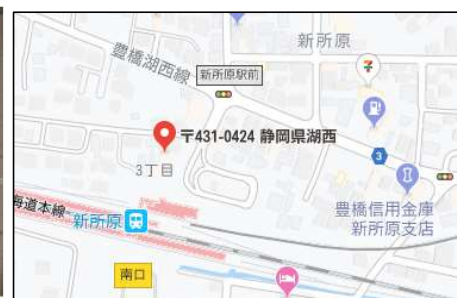 新所原
豊橋湖西線
新所原駅前
7
〒431-0424 静岡県湖西
3丁目
3
海道本線
新所原
豊橋信用金庫
新所原支店
南口